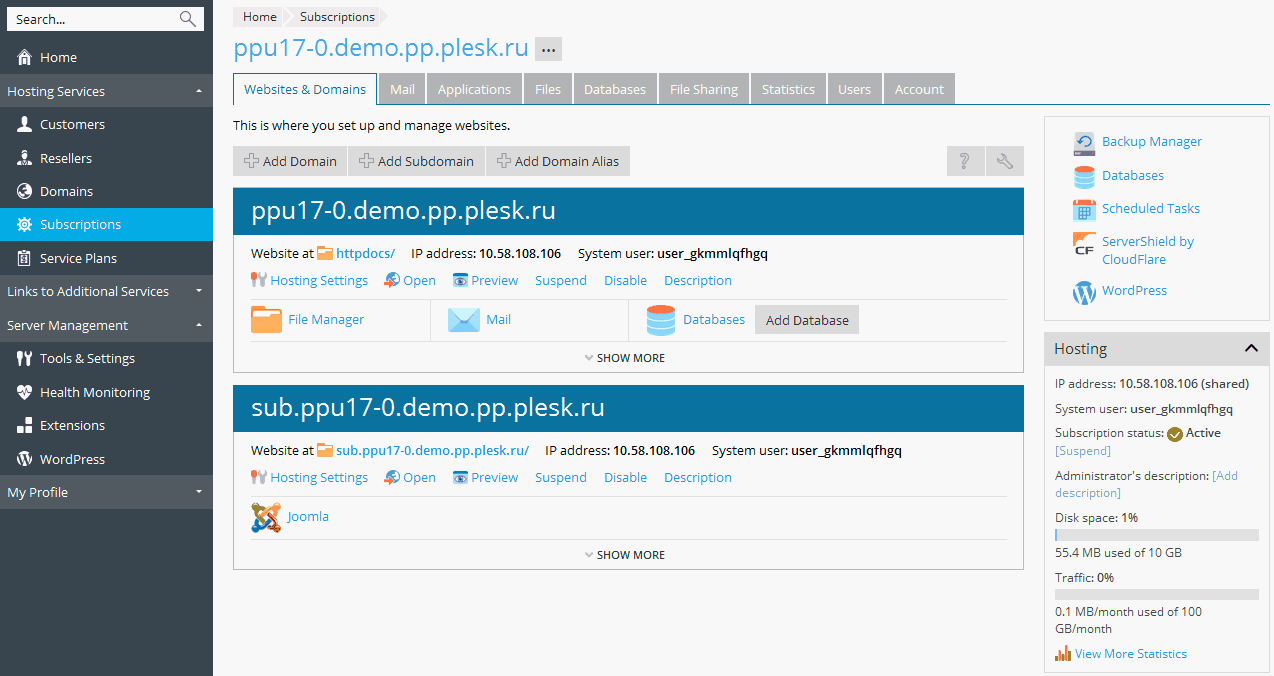 Search...
Home
Hosting Services
Customers
Resellers
Domains
Subscriptions
Service Plans
Links to Additional Services
Server Management
Tools & Settings
Health Monitoring
Extensions
WordPress
My Profile
Home Subscriptions
ppu17-0.demo.pp.plesk.ru ...
Websites & Domains Mail Applications Files Databases File Sharing Statistics Users Account
This is where you set up and manage websites.
Add Domain Add Subdomain Add Domain Alias ?
ppu17-0.demo.pp.plesk.ru
Website at httpdocs/ IP address: 10.58.108.106 System user: user_gkmmlqfhgq
Hosting Settings Open Preview Suspend Disable Description
File Manager Mail Databases Add Database
SHOW MORE
sub.ppu17-0.demo.pp.plesk.ru
Website at sub.ppu17-0.demo.pp.plesk.ru/ IP address: 10.58.108.106 System user: user_gkmmlqfhgq
Hosting Settings Open Preview Suspend Disable Description
Joomla
SHOW MORE
Backup Manager
Databases
Scheduled Tasks
CF ServerShield by
CloudFlare
WordPress
Hosting
IP address: 10.58.108.106 (shared)
System user: user_gkmmlqfhgq
Subscription status: Active
[Suspend]
Administrator's description: [Add
description]
Disk space: 1%
55.4 MB used of 10 GB
Traffic: 0%
0.1 MB/month used of 100
GB/month
View More Statistics